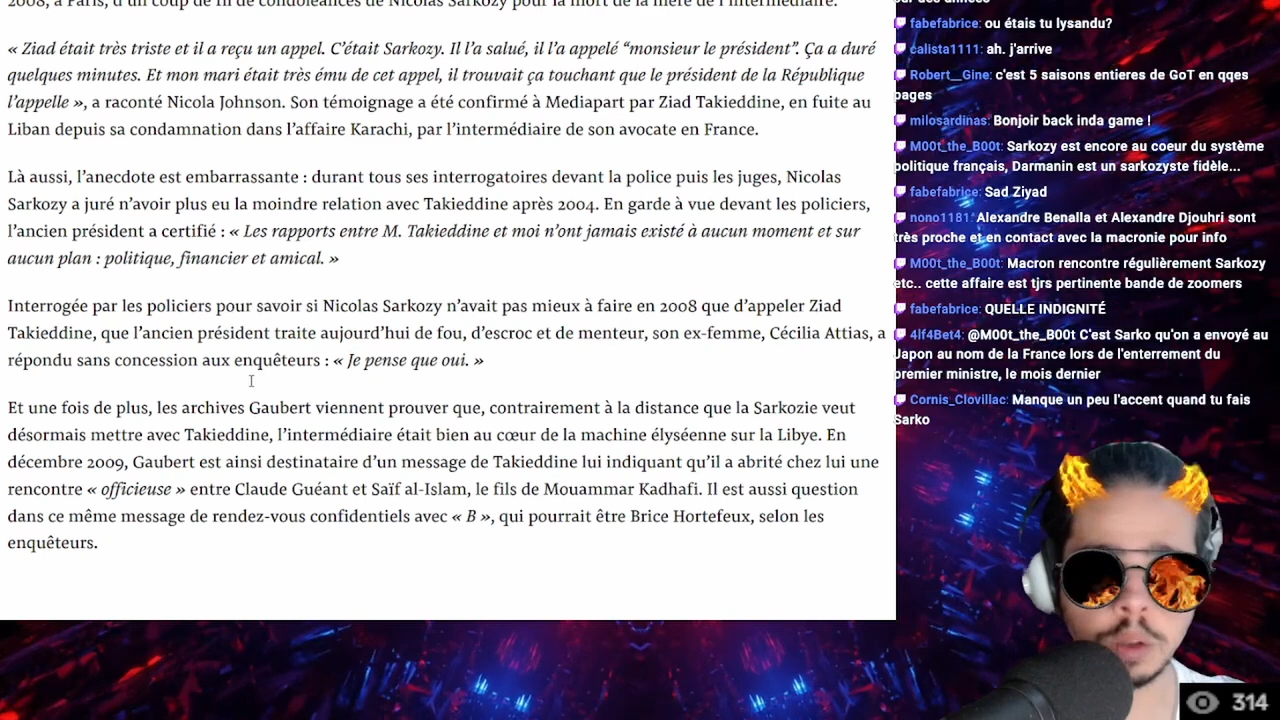 2008, à Paris, d'un coup de fil de condoléances de Nicolas Sarkozy pour la mort de la mère de l'intermédiaire.
« Ziad était très triste et il a reçu un appel. C’était Sarkozy. Il l’a salué, il l’a appelé “monsieur le président”. Ça a duré
quelques minutes. Et mon mari était très ému de cet appel, il trouvait ça touchant que le président de la République
l’appelle », a raconté Nicola Johnson. Son témoignage a été confirmé à Mediapart par Ziad Takieddine, en fuite au
Liban depuis sa condamnation dans l’affaire Karachi, par l’intermédiaire de son avocate en France.
Là aussi, l’anecdote est embarrassante : durant tous ses interrogatoires devant la police puis les juges, Nicolas
Sarkozy a juré n’avoir plus eu la moindre relation avec Takieddine après 2004. En garde à vue devant les policiers,
l’ancien président a certifié : « Les rapports entre M. Takieddine et moi n’ont jamais existé à aucun moment et sur
aucun plan : politique, financier et amical. »
Interrogée par les policiers pour savoir si Nicolas Sarkozy n’avait pas mieux à faire en 2008 que d’appeler Ziad
Takieddine, que l’ancien président traite aujourd’hui de fou, d’escroc et de menteur, son ex-femme, Cécilia Attias, a
répondu sans concession aux enquêteurs : « Je pense que oui. »
Et une fois de plus, les archives Gaubert viennent prouver que, contrairement à la distance que la Sarkozie veut
désormais mettre avec Takieddine, l’intermédiaire était bien au cœur de la machine élyséenne sur la Libye. En
décembre 2009, Gaubert est ainsi destinataire d’un message de Takieddine lui indiquant qu’il a abrité chez lui une
rencontre « officieuse » entre Claude Guéant et Saïf al-Islam, le fils de Mouammar Kadhafi. Il est aussi question
dans ce même message de rendez-vous confidentiels avec « B », qui pourrait être Brice Hortefeux, selon les
enquêteurs.
fabefabrice: ou étais tu lysandu?
calista1111: ah. j'arrive
Robert__Gine: c'est 5 saisons entieres de GoT en qqes
pages
milosardinas: Bonjoir back inda game !
M00t_the_B00t: Sarkozy est encore au coeur du système
politique français, Darmanin est un sarkozyste fidèle...
fabefabrice: Sad Ziyad
nono1181: Alexandre Benalla et Alexandre Djouhri sont
très proche et en contact avec la macronie pour info
M00t_the_B00t: Macron rencontre régulièrement Sarkozy
etc.. cette affaire est tjrs pertinente bande de zoomers
fabefabrice: QUELLE INDIGNITÉ
4lf4Bet4: @M00t_the_B00t C'est Sarko qu'on a envoyé au
Japon au nom de la France lors de l'enterrement du
premier ministre, le mois dernier
Cornis_Clovillac: Manque un peu l'accent quand tu fais
Sarko
314